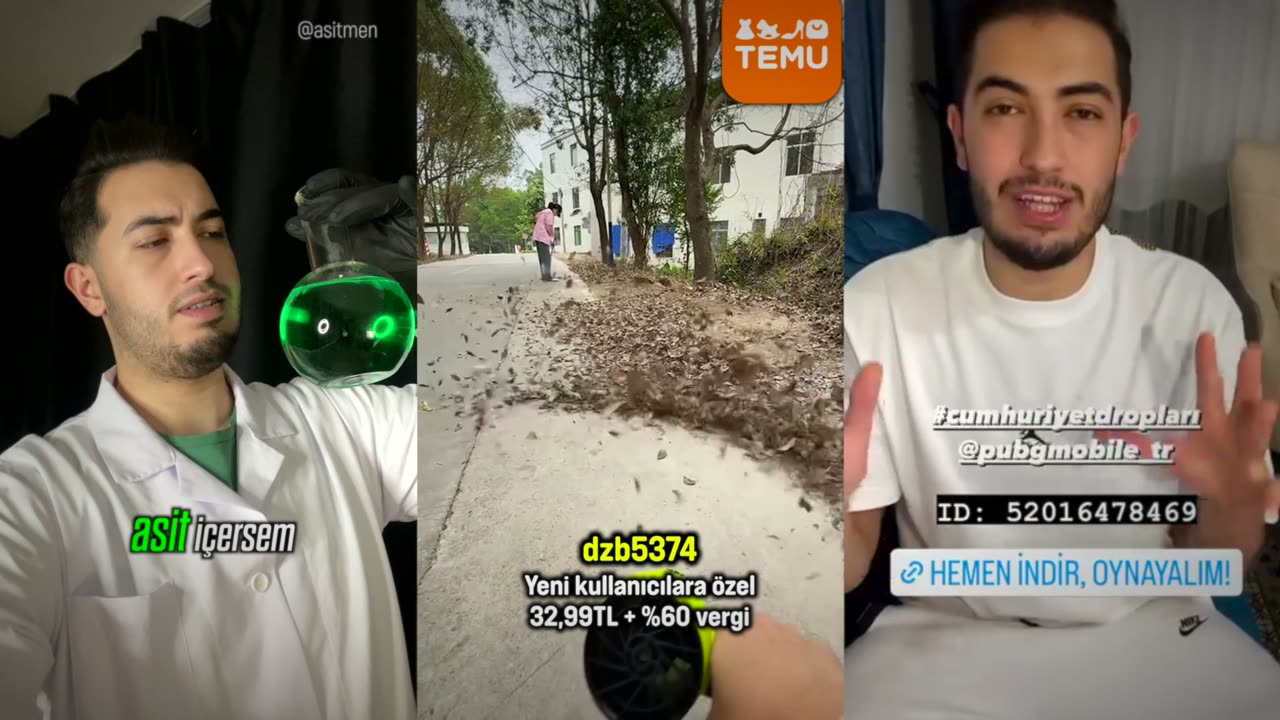 @asitmen
asit içersem
TEMU
dzb5374
Yeni kullanıcılara özel
32,99TL + %60 vergi
#cumhuriyetdropları
@pubgmobile_tr
ID: 52016478469
HEMEN İNDİR, OYNAYALIM!
NIKE